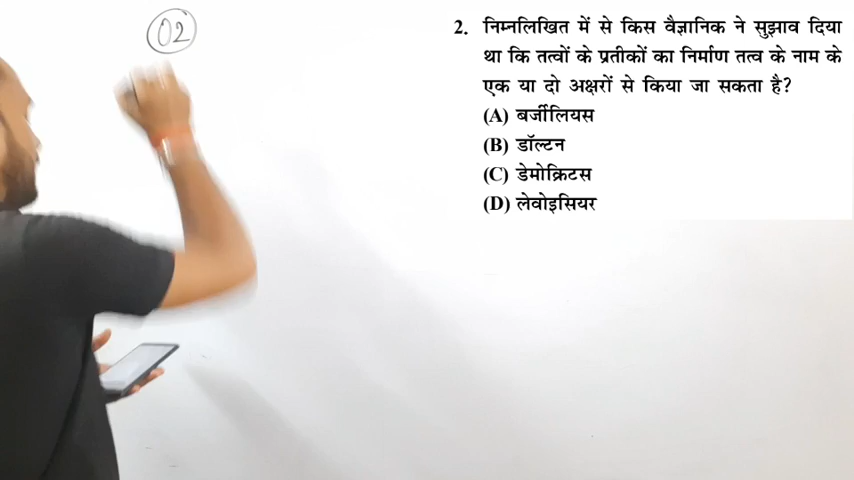 02
2. निम्नलिखित में से किस वैज्ञानिक ने सुझाव दिया
था कि तत्वों के प्रतीकों का निर्माण तत्व के नाम के
एक या दो अक्षरों से किया जा सकता है?
(A) बर्जीलियस
(B) डॉल्टन
(C) डेमोक्रिटस
(D) लेवोइसियर